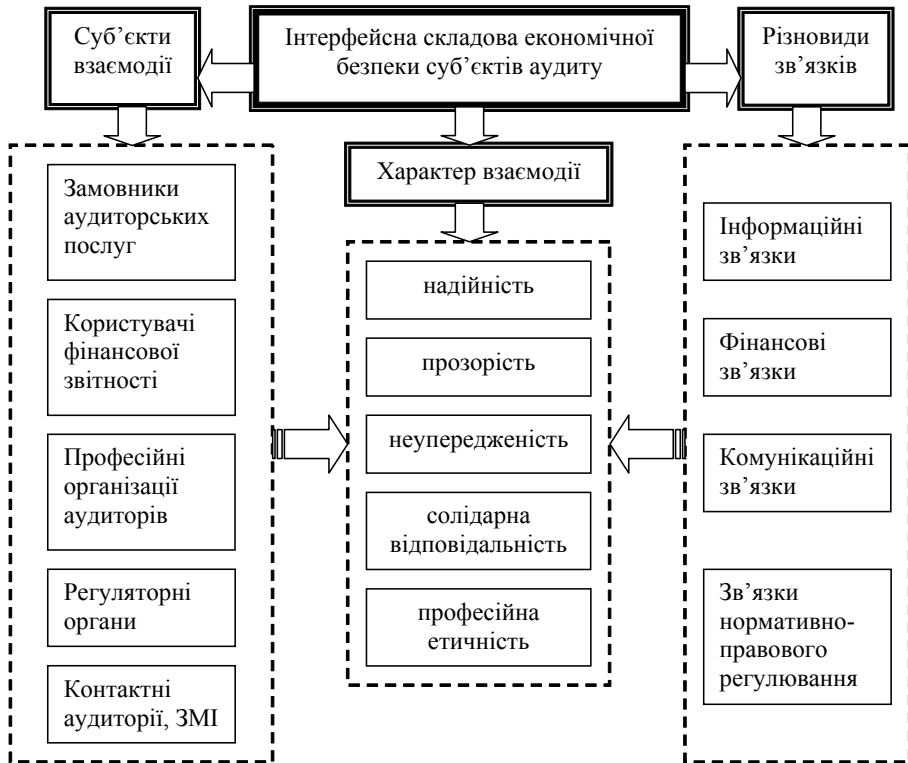 Суб’єкти
взаємодії
Інтерфейсна складова економічної
безпеки суб’єктів аудиту
Різновиди
зв’язків
Замовники
аудиторських
послуг
Користувачі
фінансової
звітності
Професійні
організації
аудиторів
Регуляторні
органи
Контактні
аудиторії, ЗМІ
Характер взаємодії
надійність
прозорість
неупередженість
солідарна
відповідальність
професійна
етичність
Інформаційні
зв’язки
Фінансові
зв’язки
Комунікаційні
зв’язки
Зв’язки
нормативно-
правового
регулювання